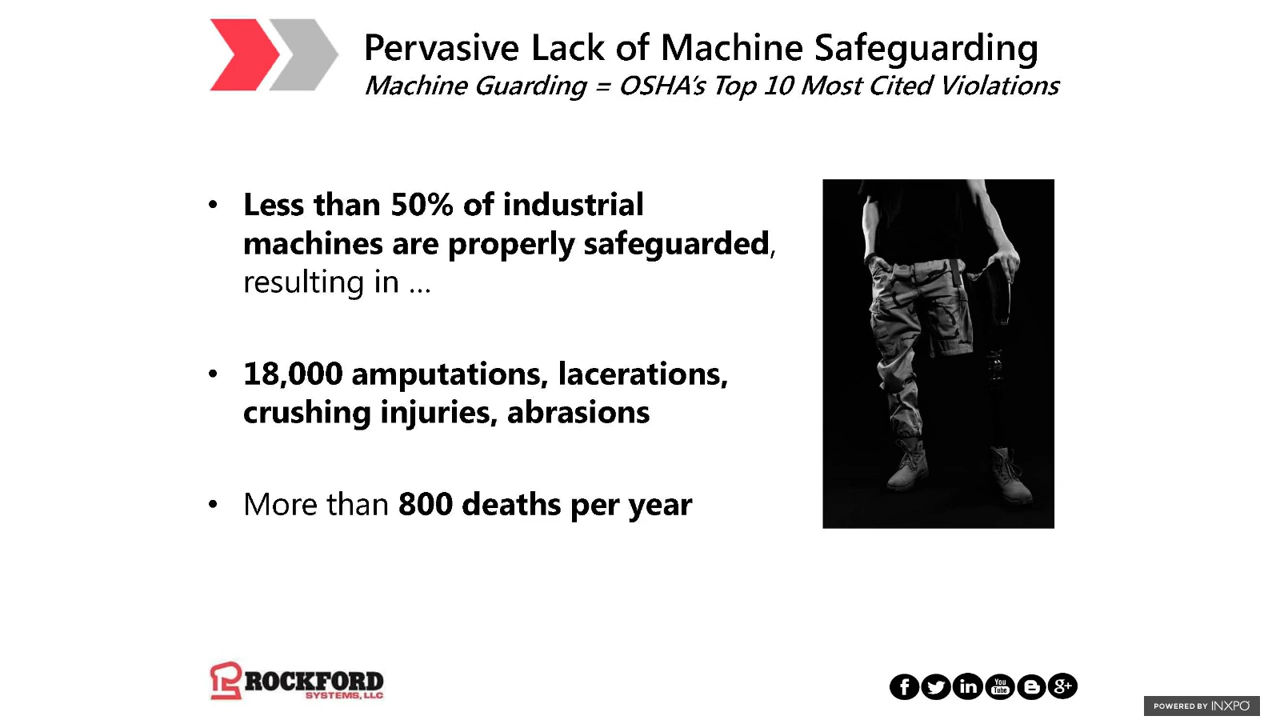 Pervasive Lack of Machine Safeguarding
Machine Guarding = OSHA's Top 10 Most Cited Violations
• Less than 50% of industrial
machines are properly safeguarded,
resulting in ...
• 18,000 amputations, lacerations,
crushing injuries, abrasions
• More than 800 deaths per year
ROCKFORD
SYSTEMS, LLC
You
Tube
g+
POWERED BY INXPO